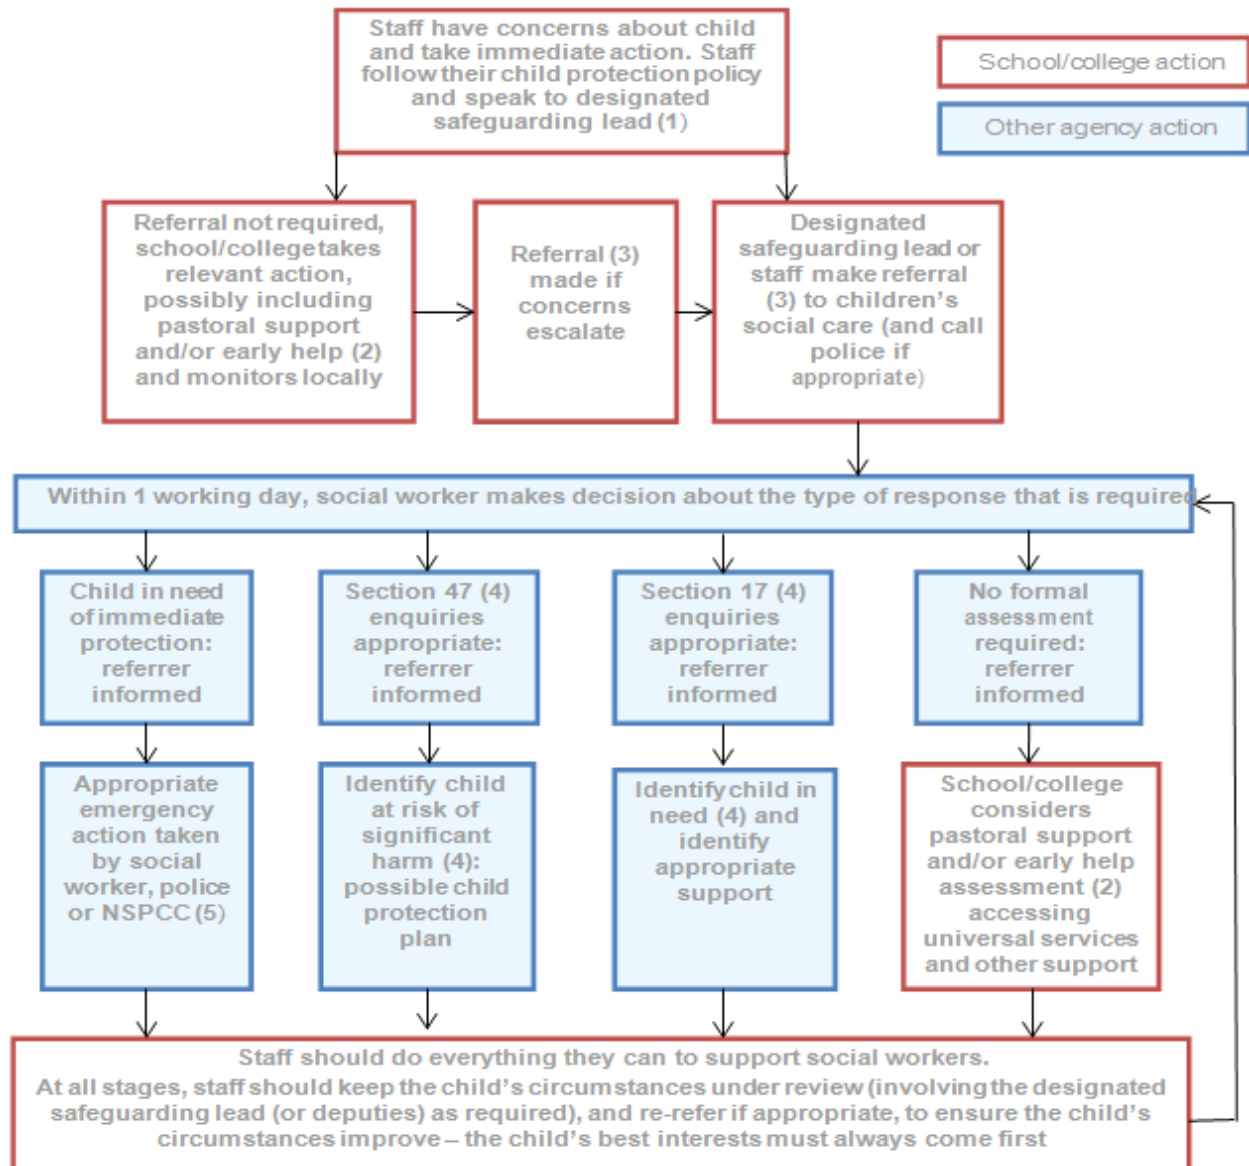 Staff have concerns about child
and take immediate action. Staff
follow their child protection policy
and speak to designated
safeguarding lead (1)
School/college action
Other agency action
Referral not required,
school/collegetakes
relevant action,
possibly including
pastoral support
and/or early help (2)
and monitors locally
Referral (3)
made if
concerns
escalate
Designated
safeguarding lead or
staff make referral
(3) to children's
social care (and call
police if
appropriate)
Within 1 working day, social worker makes decision about the type of response that is required
Child in need
of immediate
protection:
referrer
informed
Section 47 (4)
enquiries
appropriate:
referrer
informed
Section 17 (4)
enquiries
appropriate:
referrer
informed
No formal
assessment
required:
referrer
informed
Appropriate
emergency
action taken
by social
worker, police
or NSPCC (5)
Identify child
at risk of
significant
harm (4):
possible child
protection
plan
Identify child in
need (4) and
identify
appropriate
support
School/college
considers
pastoral support
and/or early help
assessment (2)
accessing
universal services
and other support
Staff should do everything they can to support social workers.
At all stages, staff should keep the child's circumstances under review (involving the designated
safeguarding lead (or deputies) as required), and re-refer if appropriate, to ensure the child's
circumstances improve – the child's best interests must always come first